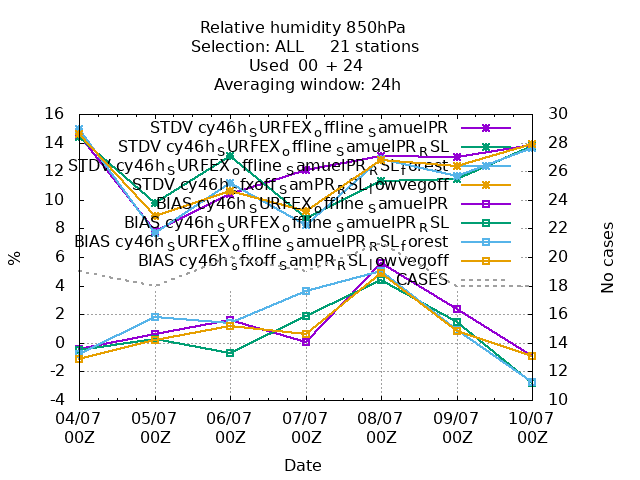 Relative humidity 850hPa
Selection: ALL 21 stations
Used 00 + 24
Averaging window: 24h
16 30
14 28
12 26
10 24
8 22
6 20
4 18
2 16
0 14
-2 12
-4 10
%
No cases
STDV cy46h_SURFEX_offline_SamuelPR
STDV cy46h_SURFEX_offline_SamuelPR_RSL
STDV cy46h_SURFEX_offline_SamuelPR_RSL_forest
STDV cy46h_sfxoff_SamPR_RSL_lowvegoff
BIAS cy46h_SURFEX_offline_SamuelPR
BIAS cy46h_SURFEX_offline_SamuelPR_RSL
BIAS cy46h_SURFEX_offline_SamuelPR_RSL_forest
BIAS cy46h_sfxoff_SamPR_RSL_lowvegoff
CASES
04/07 05/07 06/07 07/07 08/07 09/07 10/07
00Z 00Z 00Z 00Z 00Z 00Z 00Z
Date